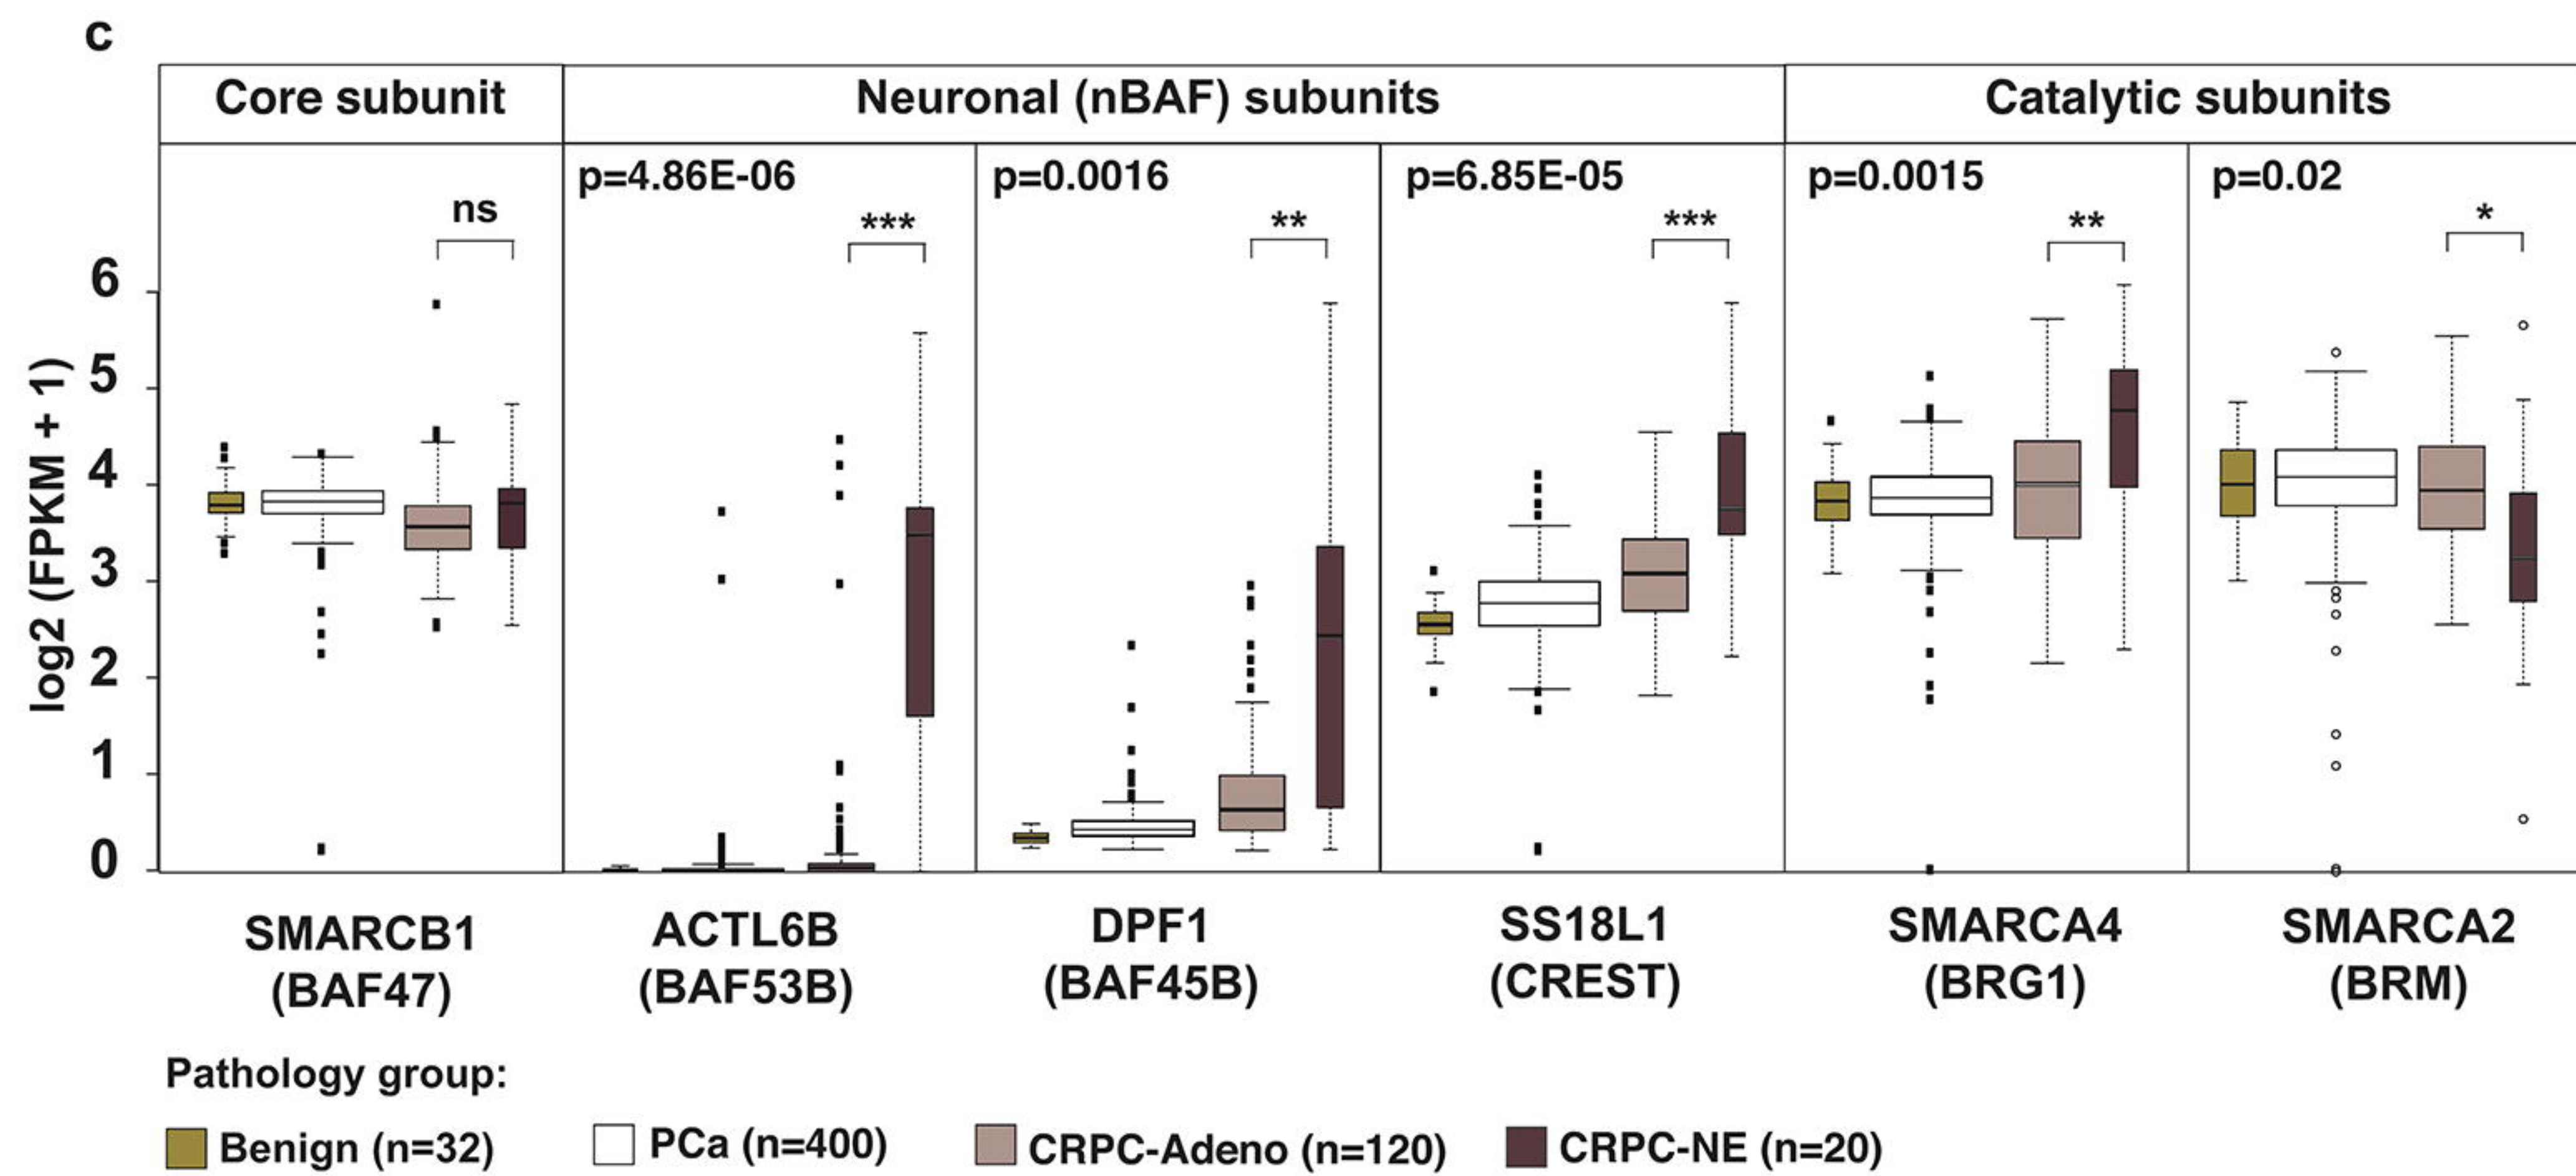 c
Core subunit
Neuronal (nBAF) subunits
Catalytic subunits
p=4.86E-06
p=0.0016
p=6.85E-05
p=0.0015
p=0.02
ns
***
**
***
**
*
log2 (FPKM + 1)
6
5
4
3
2
1
0
SMARCB1
(BAF47)
ACTL6B
(BAF53B)
DPF1
(BAF45B)
SS18L1
(CREST)
SMARCA4
(BRG1)
SMARCA2
(BRM)
Pathology group:
Benign (n=32)
PCa (n=400)
CRPC-Adeno (n=120)
CRPC-NE (n=20)